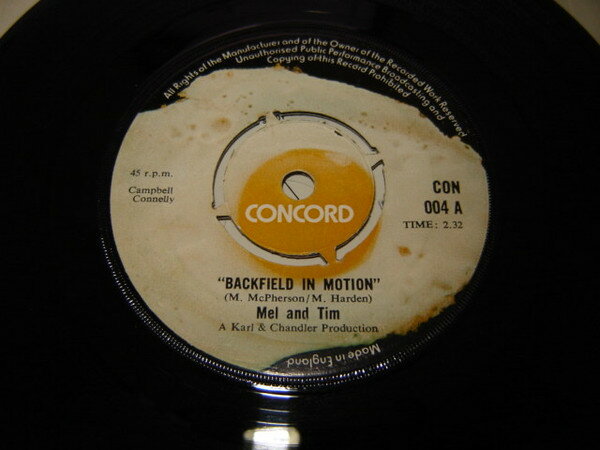 All Rights of the Manufacturer and of the Owner of the Recorded Work Reserved
Unauthorised Public Performance Broadcasting and
Copying of this Record Prohibited
45 r.p.m.
Campbell
Connelly
CON
004 A
TIME: 2.32
CONCORD
"BACKFIELD IN MOTION"
(M. McPHERSON/M. Harden)
Mel and Tim
A Karl & Chandler Production
Made in England